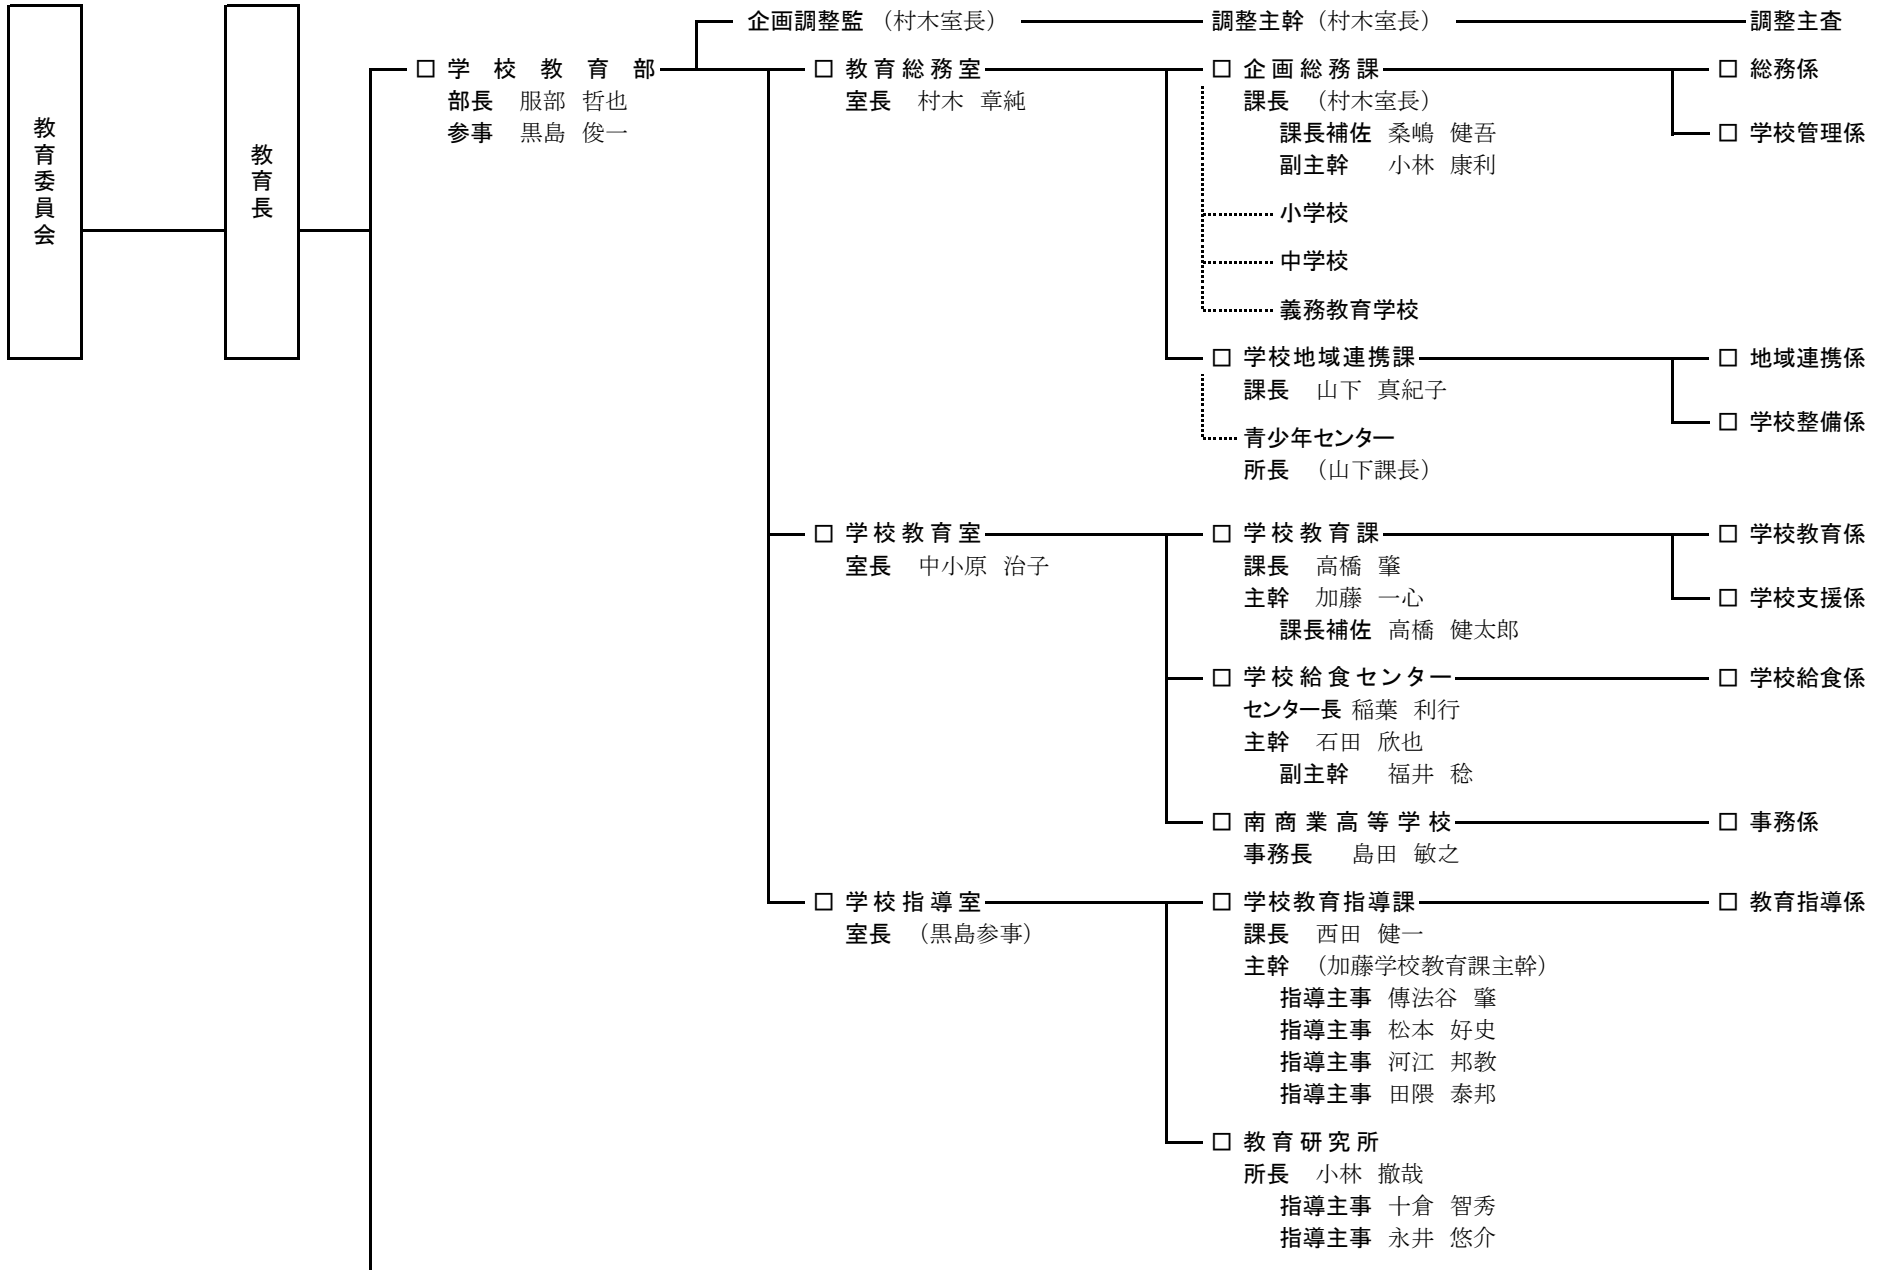 教育委員会
教育長
企画調整監 （村木室長） 調整主幹 （村木室長） 調整主査
□ 学校教育部 □ 教育総務室 □ 企画総務課 □ 総務係
部長 服部 哲也 室長 村木 章純 課長 （村木室長）
参事 黒島 俊一 課長補佐 桑嶋 健吾 □ 学校管理係
副主幹 小林 康利
小学校
中学校
義務教育学校
□ 学校地域連携課 □ 地域連携係
課長 山下 真紀子
□ 学校整備係
青少年センター
所長 （山下課長）
□ 学校教育室 □ 学校教育課 □ 学校教育係
室長 中小原 治子 課長 高橋 肇
主幹 加藤 一心 □ 学校支援係
課長補佐 高橋 健太郎
□ 学校給食センター □ 学校給食係
センター長 稲葉 利行
主幹 石田 欣也
副主幹 福井 稔
□ 南商業高等学校 □ 事務係
事務長 島田 敏之
□ 学校指導室 □ 学校教育指導課 □ 教育指導係
室長 （黒島参事） 課長 西田 健一
主幹 （加藤学校教育課主幹）
指導主事 傳法谷 肇
指導主事 松本 好史
指導主事 河江 邦教
指導主事 田隈 泰邦
□ 教育研究所
所長 小林 撤哉
指導主事 十倉 智秀
指導主事 永井 悠介